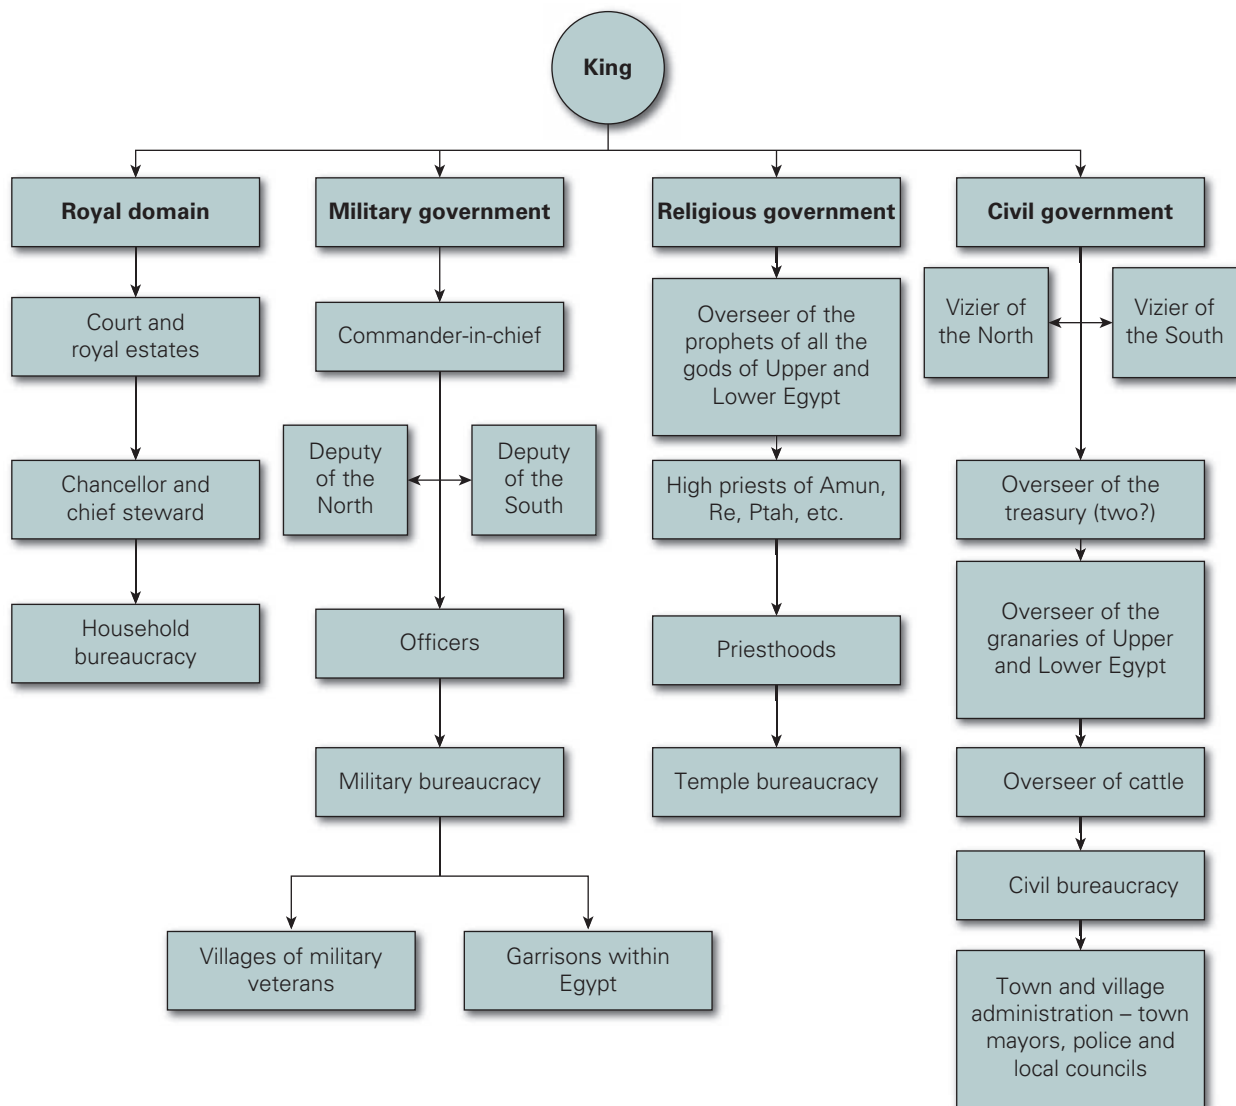 King
Royal domain
Court and
royal estates
Chancellor and
chief steward
Household
bureaucracy
Military government
Commander-in-chief
Deputy
of the
North
Deputy
of the
South
Officers
Military bureaucracy
Villages of military
veterans
Garrisons within
Egypt
Religious government
Overseer of the
prophets of all the
gods of Upper and
Lower Egypt
High priests of Amun,
Re, Ptah, etc.
Priesthoods
Temple bureaucracy
Civil government
Vizier of
the North
Vizier of
the South
Overseer of the
treasury (two?)
Overseer of the
granaries of Upper
and Lower Egypt
Overseer of cattle
Civil bureaucracy
Town and village
administration – town
mayors, police and
local councils